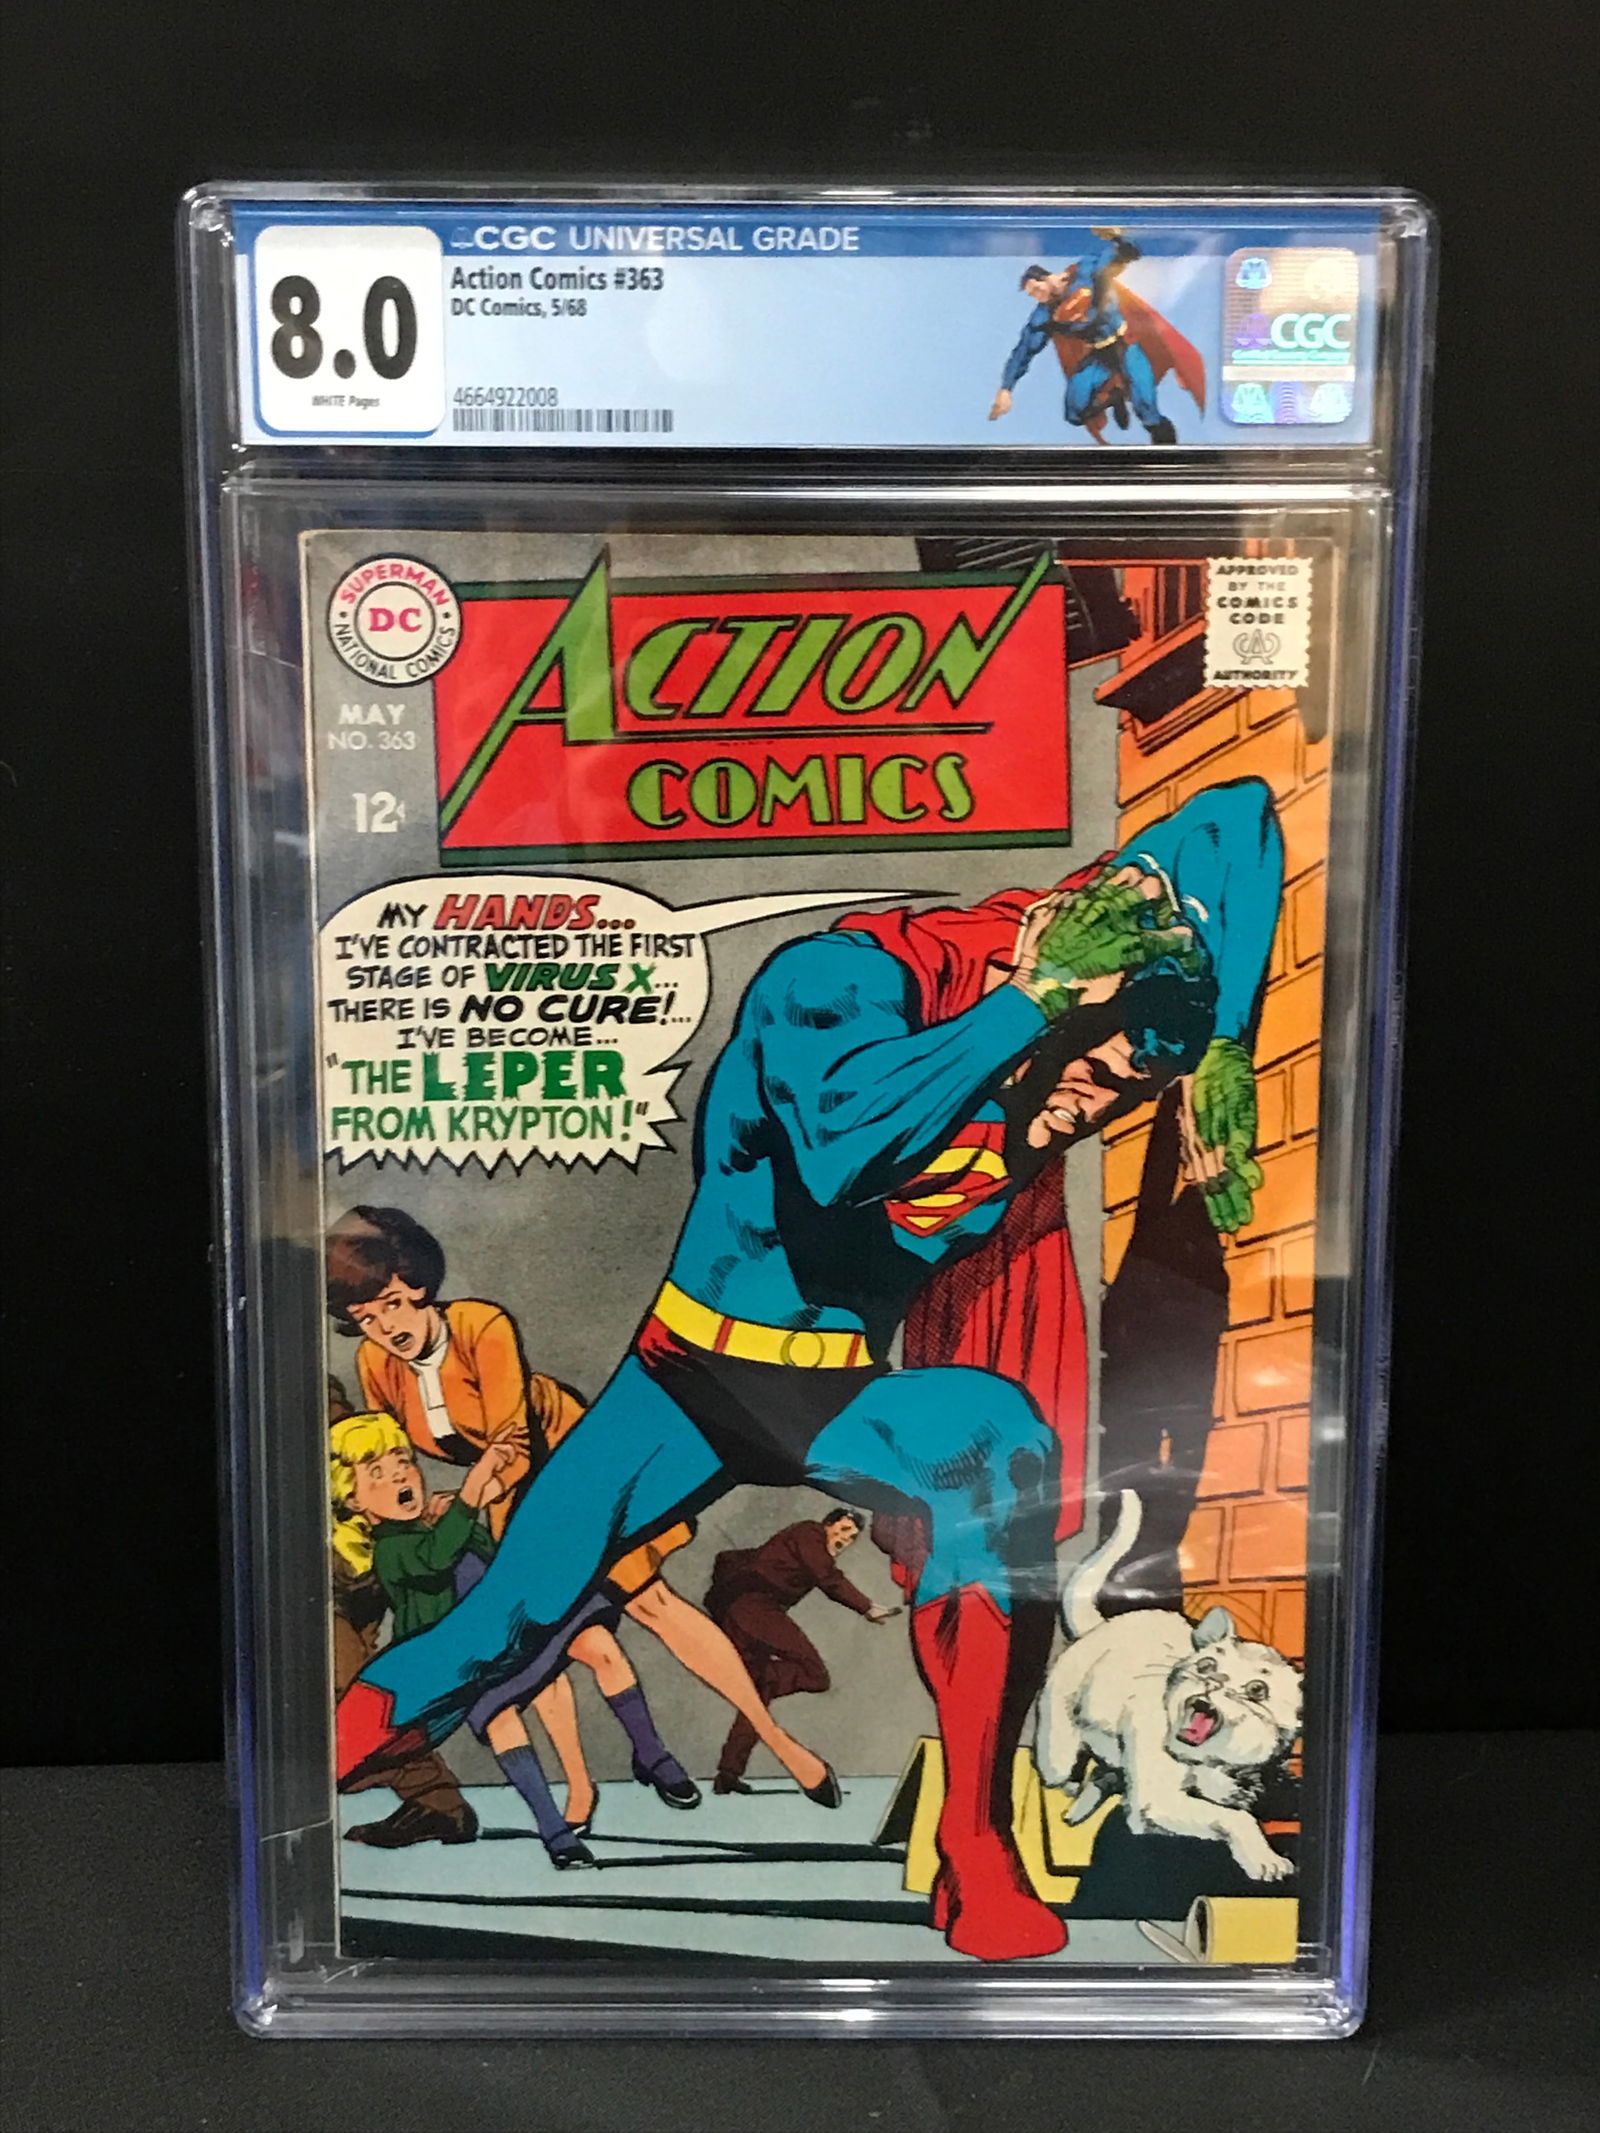 CGC UNIVERSAL GRADE
8.0
WHITE Pages
Action Comics #363
DC Comics, 5/68
4664922008
CGC
SUPERMAN
DC
NATIONAL COMICS
MAY
NO. 363
12¢
ACTION
COMICS
APPROVED
BY THE
COMICS
CODE
CA
AUTHORITY
MY HANDS...
I'VE CONTRACTED THE FIRST
STAGE OF VIRUS X...
THERE IS NO CURE!...
I'VE BECOME...
"THE LEPER
FROM KRYPTON!"